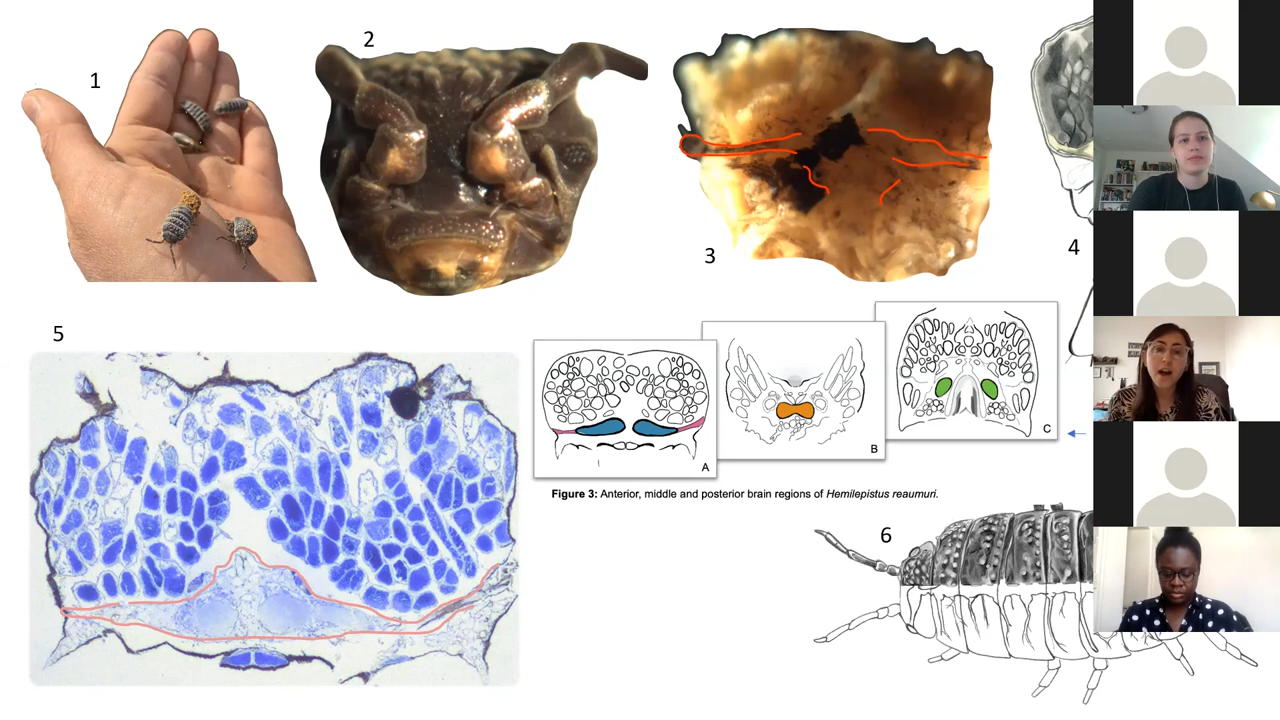 1
2
3
4
5
A
B
C
Figure 3: Anterior, middle and posterior brain regions of Hemilepistus reaumuri.
6